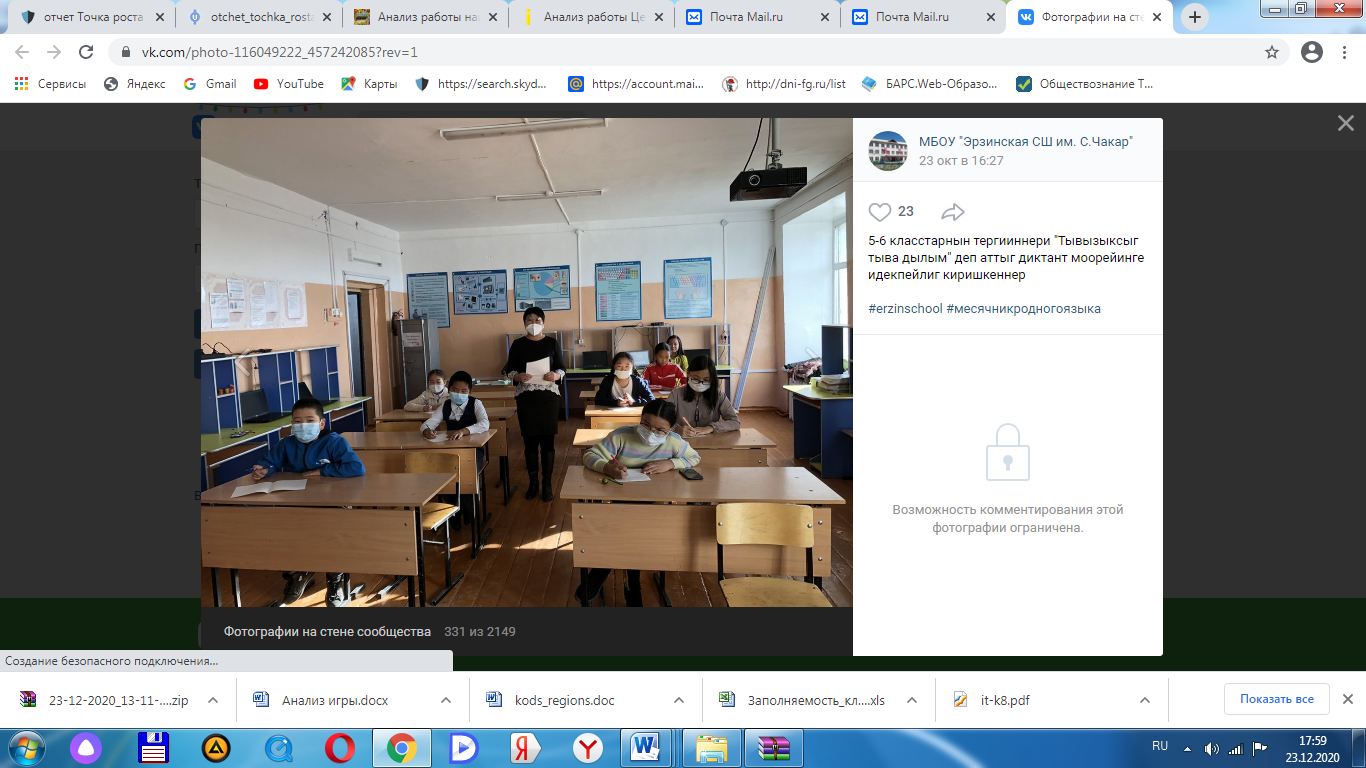 отчет Точка роста
otchet_tochka_rosta
Анализ работы на
Анализ работы Це
Почта Mail.ru
Почта Mail.ru
Фотографии на сте
vk.com/photo-116049222_457242085?rev=1
Сервисы
Яндекс
Gmail
YouTube
Карты
https://search.skyd...
https://account.mai...
http://dni-fg.ru/list
БАРС.Web-Образо...
Обществознание Т...
МБОУ "Эрзинская СШ им. С.Чакар"
23 окт в 16:27
23
5-6 класстарнын тергииннери "Тывызыксыг
тыва дылым" деп аттыг диктант моорейинге
идекпейлиг киришкеннер
#erzinschool #месячникродногоязыка
Возможность комментирования этой
фотографии ограничена.
Фотографии на стене сообщества 331 из 2149
Создание безопасного подключения...
23-12-2020_13-11-....zip
Анализ игры.docx
kods_regions.doc
Заполняемость_кл....xls
it-k8.pdf
Показать все
RU
17:59
23.12.2020